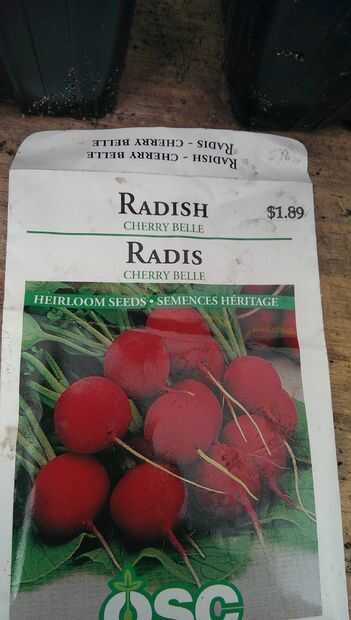 RADIS - CHERRY BELLE
RADISH - CHERRY BELLE
RADISH
$1.89
CHERRY BELLE
RADIS
CHERRY BELLE
HEIRLOOM SEEDS • SEMENCES HÉRITAGE
OSC